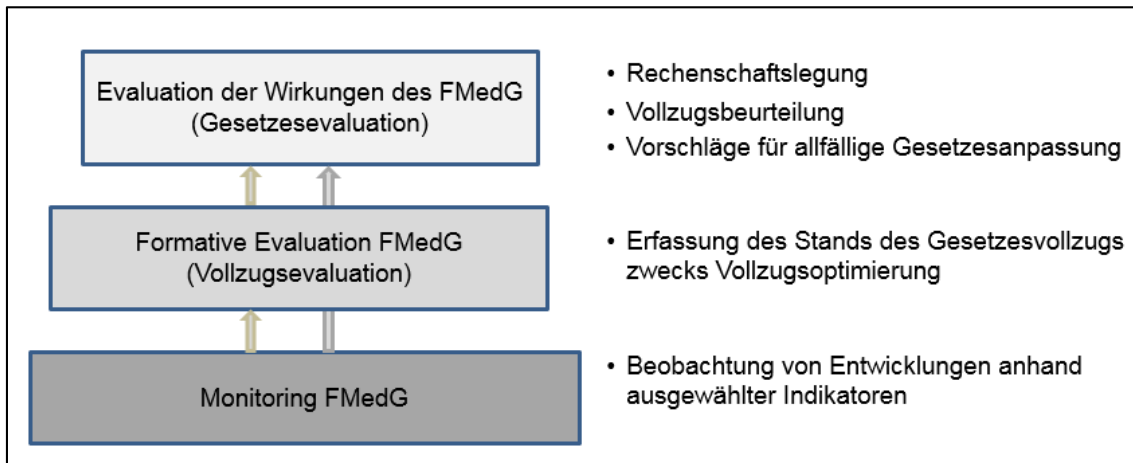 Evaluation der Wirkungen des FMedG
(Gesetzesevaluation)
• Rechenschaftslegung
• Vollzugsbeurteilung
• Vorschläge für allfällige Gesetzesanpassung
Formative Evaluation FMedG
(Vollzugsevaluation)
• Erfassung des Stands des Gesetzesvollzugs
zwecks Vollzugsoptimierung
Monitoring FMedG
• Beobachtung von Entwicklungen anhand
ausgewählter Indikatoren